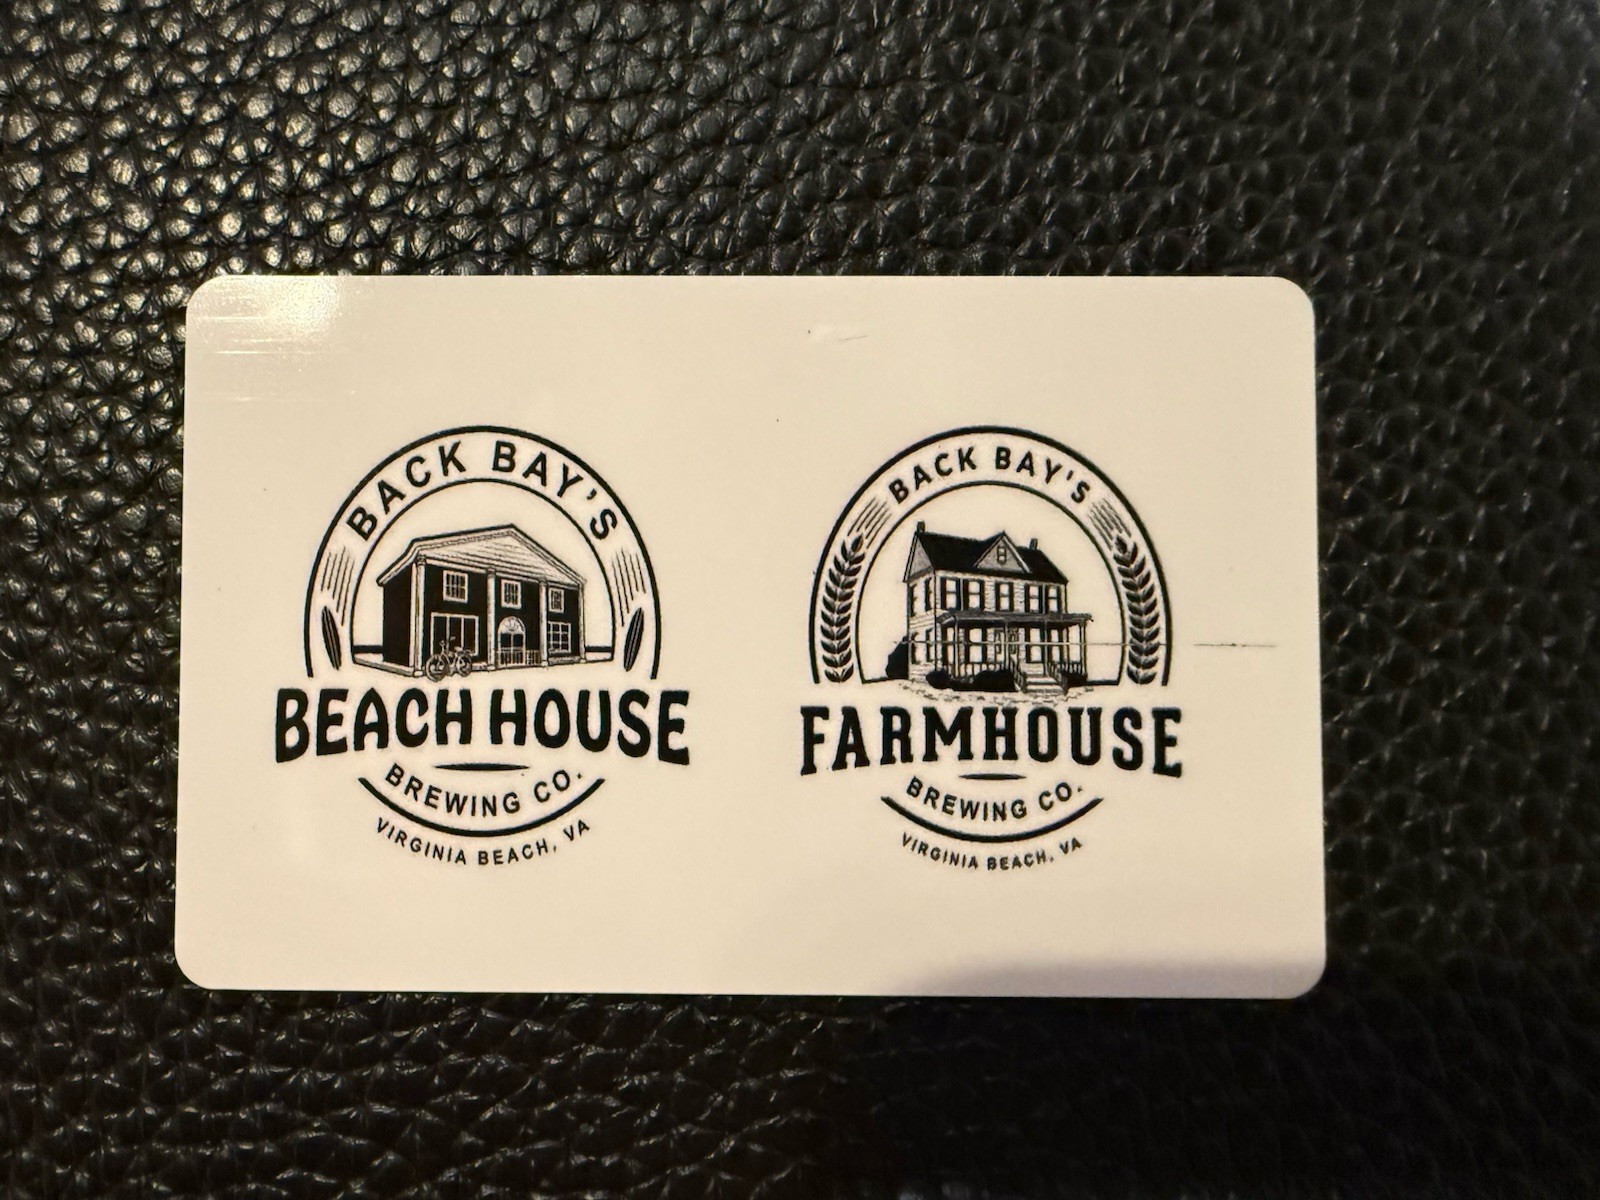 BACK BAY'S
BEACH HOUSE
BREWING CO.
VIRGINIA BEACH, VA
BACK BAY'S
FARMHOUSE
BREWING CO.
VIRGINIA BEACH, VA